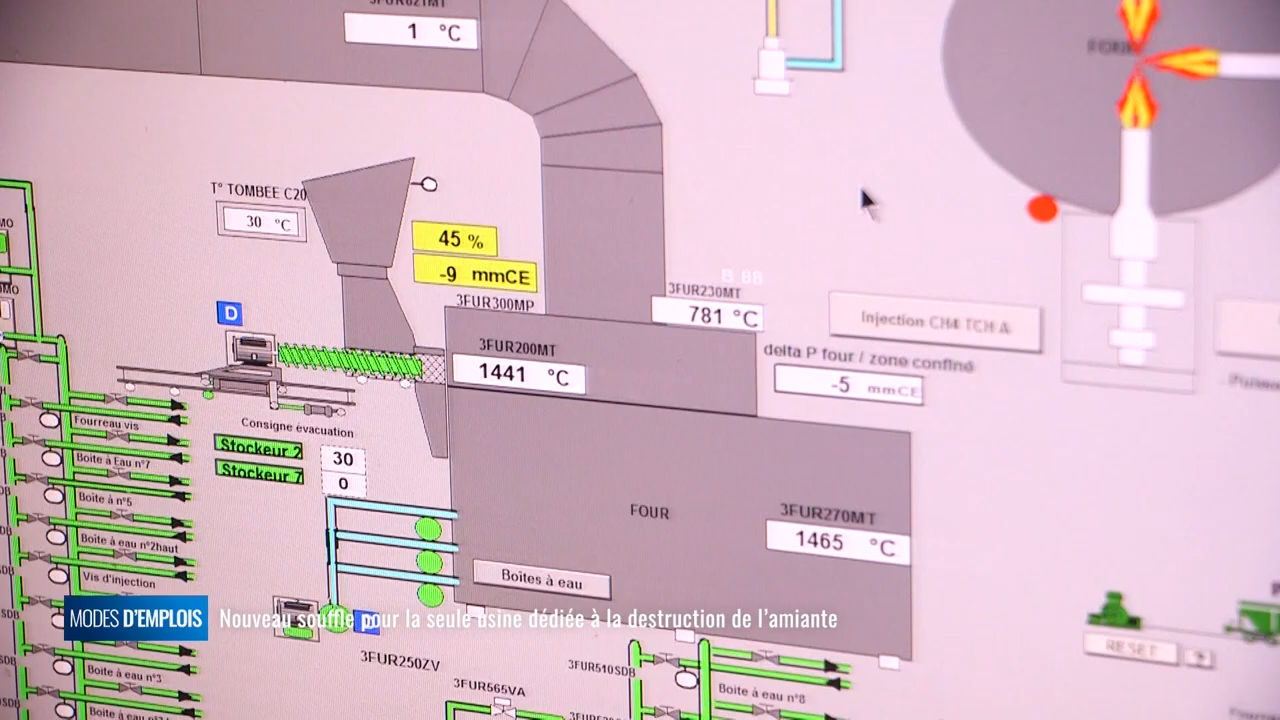 3FUR621MT
1 °C
FOUR
T° TOMBEE C20
30 °C
45 %
-9 mmCE
3FUR300MP
3FUR230MT
781 °C
Injection CH4 TCH A
D
3FUR200MT
1441 °C
delta P four / zone confiné
-5 mmCE
Consigne évacuation
Stockeur 2
30
Stockeur 7
0
Fourreau vis
Boite à Eau n°7
Boite à n°5
Boite à eau n°2haut
Vis d'injection
FOUR
3FUR270MT
1465 °C
Boites à eau
MODES D'EMPLOIS
Nouveau souffle pour la seule usine dédiée à la destruction de l'amiante
3FUR250ZV
3FUR510SDB
RESET
Boite à eau n°3
3FUR565VA
Boite à eau n°8